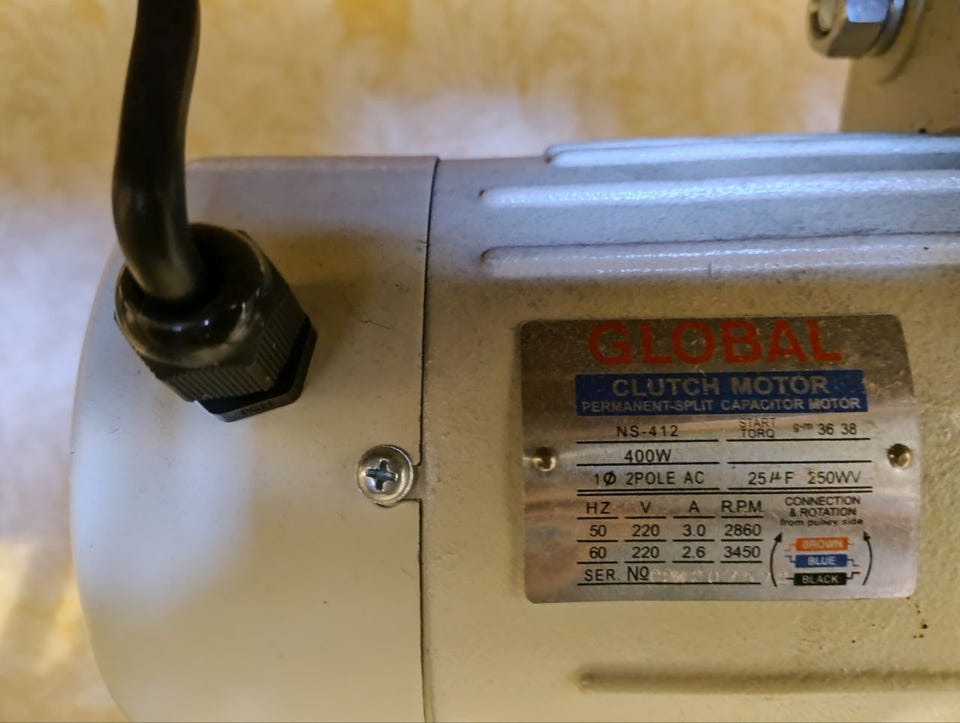 GLOBAL
CLUTCH MOTOR
PERMANENT-SPLIT CAPACITOR MOTOR
NS-412 START TORQ g-m 36 38
400W
1Ø 2POLE AC 25µF 250WV
HZ V A R.P.M.
50 220 3.0 2860
60 220 2.6 3450
SER. Nº
CONNECTION
& ROTATION
from pulley side
BROWN
BLUE
BLACK